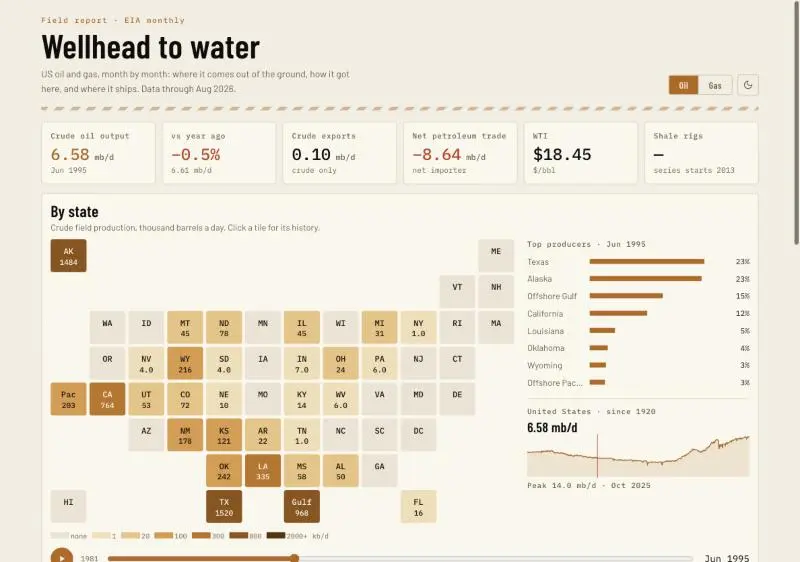 Field report · EIA monthly
Wellhead to water
US oil and gas, month by month: where it comes out of the ground, how it got
here, and where it ships. Data through Aug 2026.
Oil Gas
Crude oil output
6.58 mb/d
Jun 1995
vs year ago
−0.5%
6.61 mb/d
Crude exports
0.10 mb/d
crude only
Net petroleum trade
−8.64 mb/d
net importer
WTI
$18.45
$/bbl
Shale rigs
—
series starts 2013
By state
Crude field production, thousand barrels a day. Click a tile for its history.
AK
1484
ME
VT
NH
WA
ID
MT
45
ND
78
MN
IL
45
WI
MI
31
NY
1.0
RI
MA
OR
NV
4.0
WY
216
SD
4.0
IA
IN
7.0
OH
24
PA
6.0
NJ
CT
Pac
203
CA
764
UT
53
CO
72
NE
10
MO
KY
14
WV
6.0
VA
MD
DE
AZ
NM
178
KS
121
AR
22
TN
1.0
NC
SC
DC
OK
242
LA
335
MS
58
AL
50
GA
HI
TX
1520
Gulf
968
FL
16
none 1 20 100 300 800 2000+ kb/d
1981
Jun 1995
Top producers · Jun 1995
Texas 23%
Alaska 23%
Offshore Gulf 15%
California 12%
Louisiana 5%
Oklahoma 4%
Wyoming 3%
Offshore Pac… 3%
United States · since 1920
6.58 mb/d
Peak 14.0 mb/d · Oct 2025